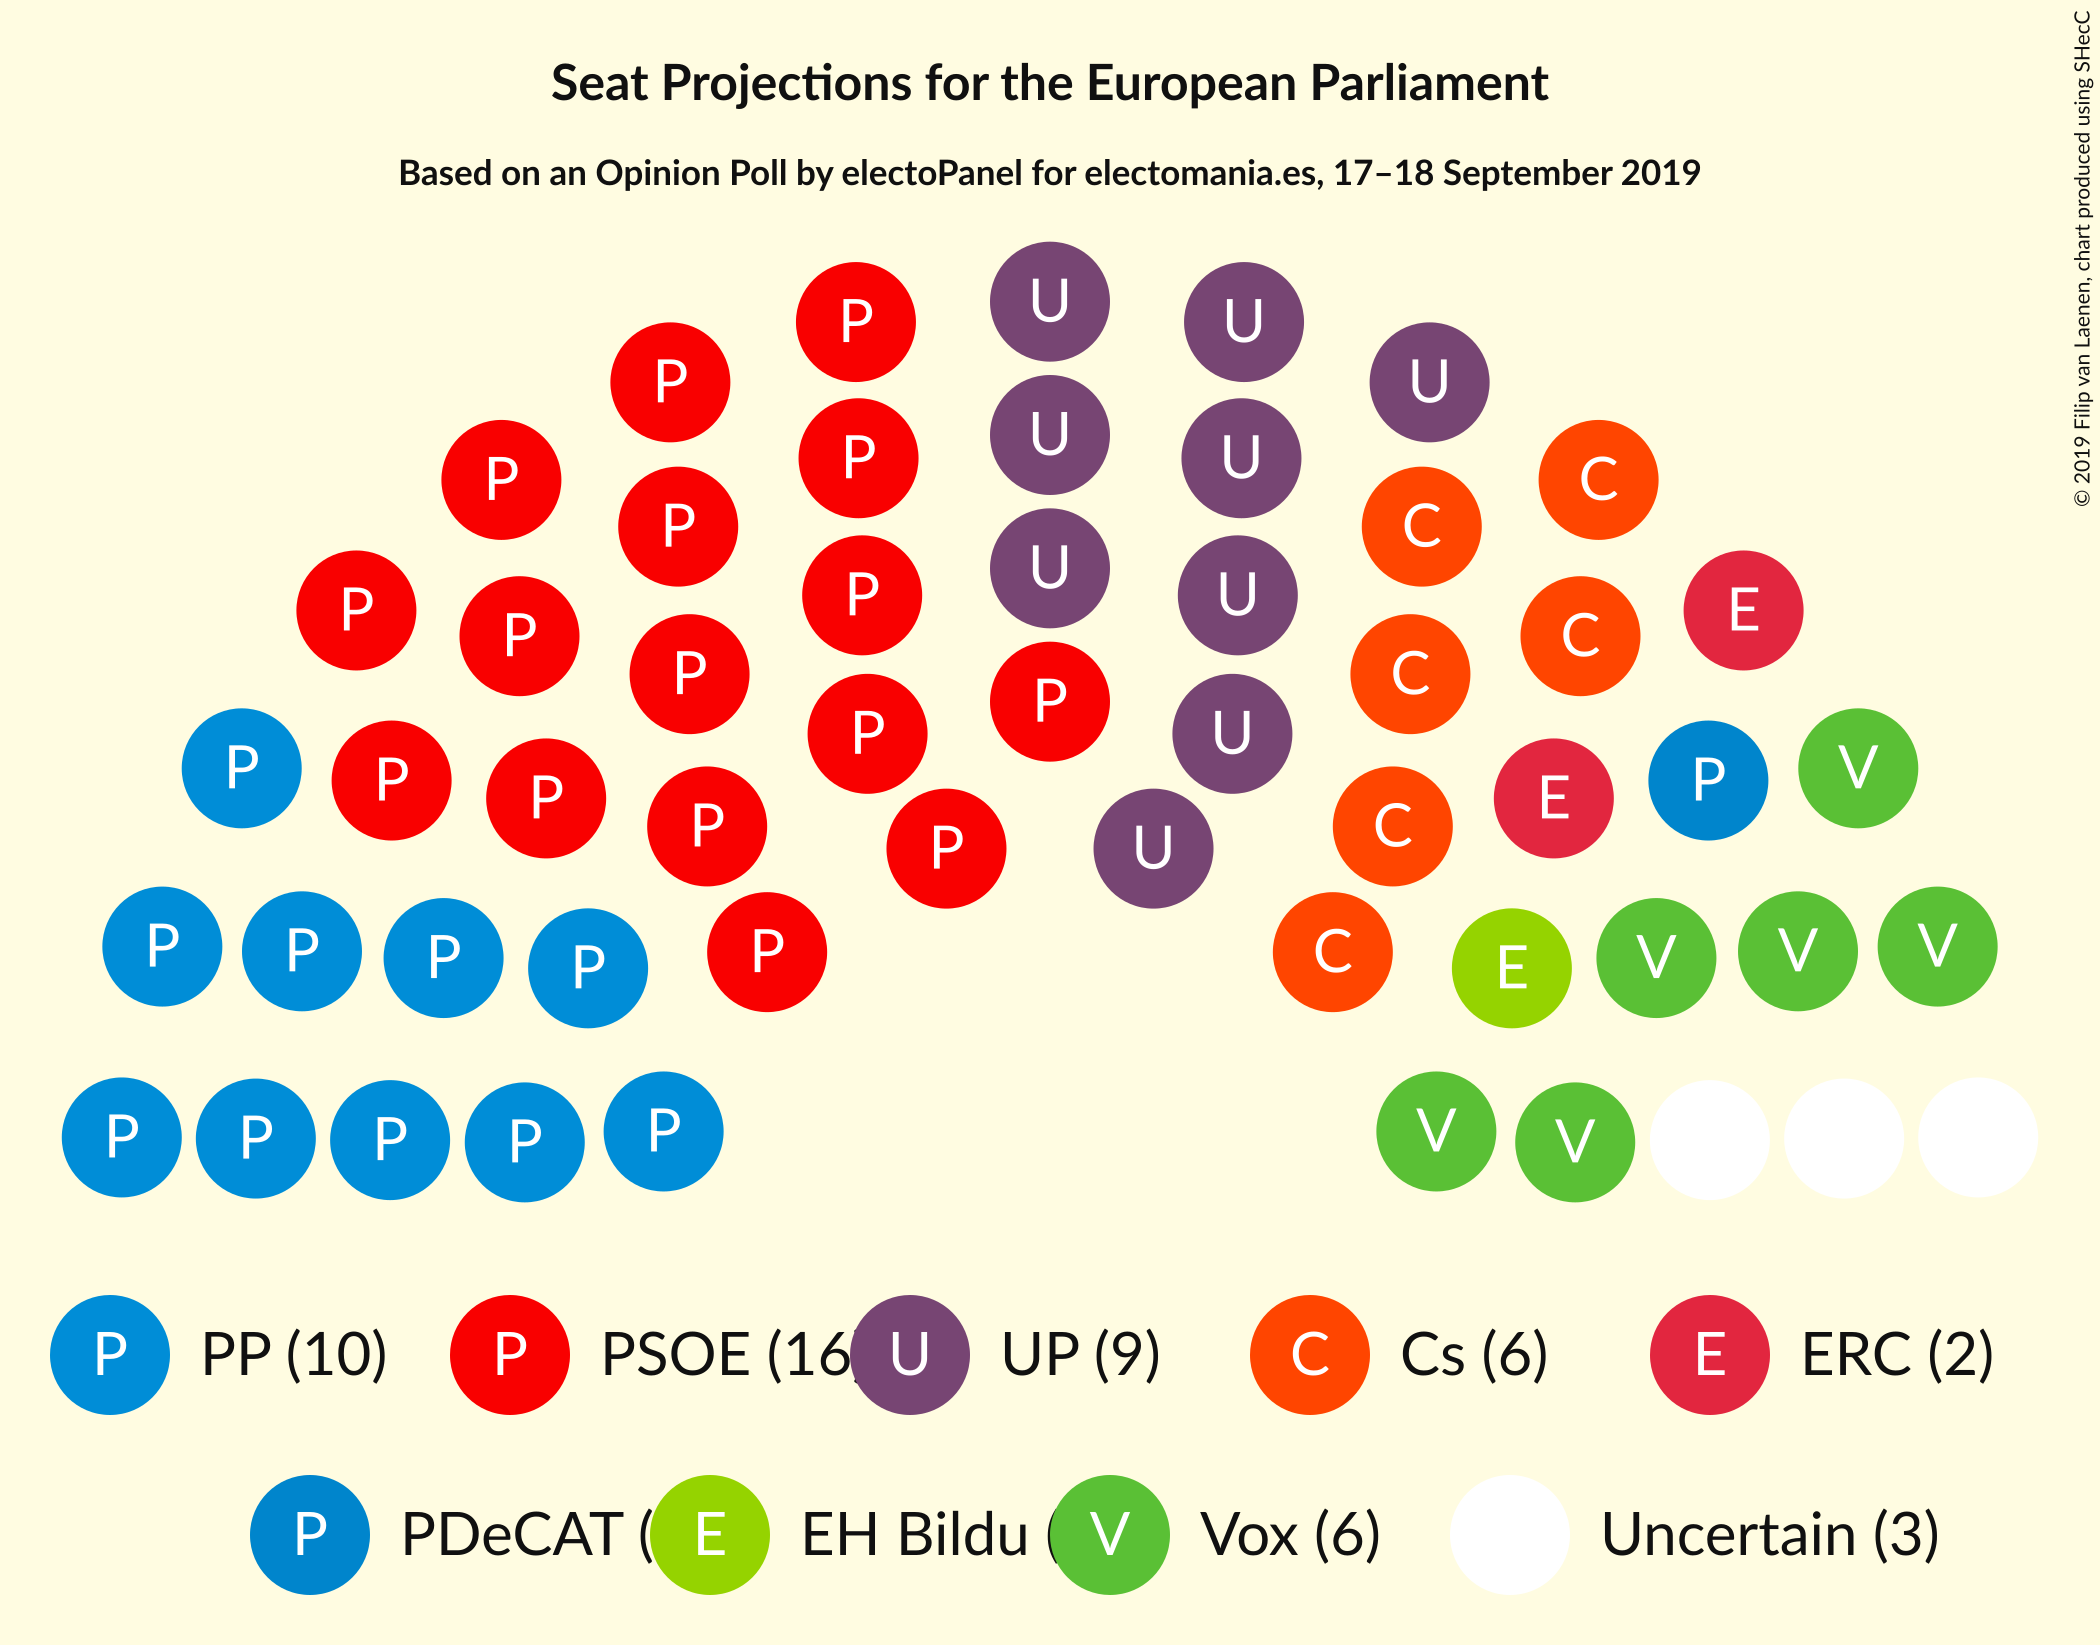 Seat Projections for the European Parliament
Based on an Opinion Poll by electoPanel for electomania.es, 17–18 September 2019
© 2019 Filip van Laenen, chart produced using SHecC
U
P U
P U
U
P P U
P C
U
P C
P U
P E
P C
P C
P
P U
P V
P P
P E
P C
P U
P P P P V V V
P C
E
P P P P P V V
P PP (10) P PSOE (16 U UP (9) C Cs (6) E ERC (2)
P PDeCAT ( E EH Bildu ( V Vox (6) Uncertain (3)